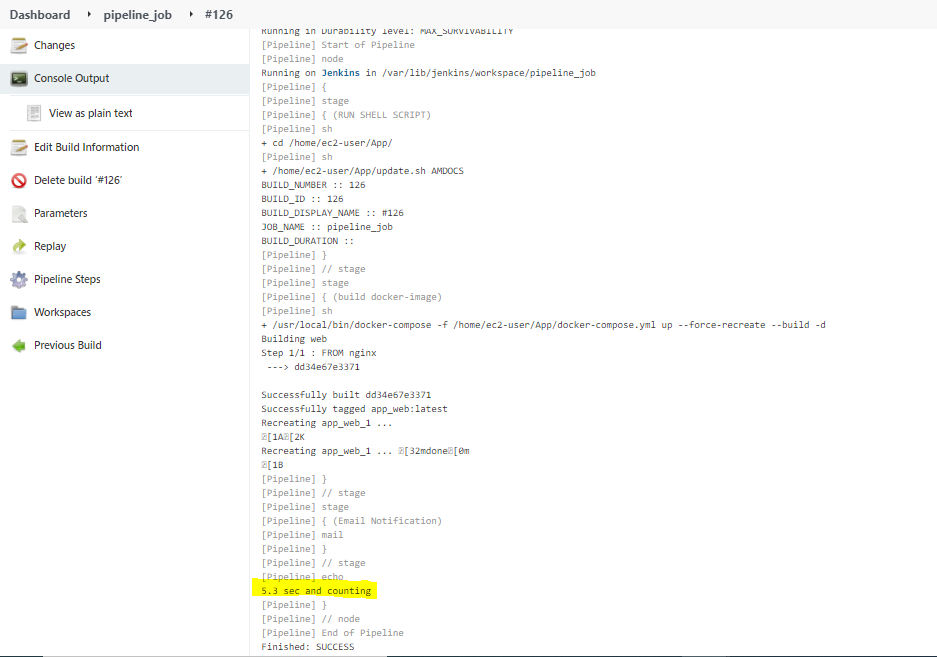 Dashboard pipeline_job #126
Changes
Console Output
View as plain text
Edit Build Information
Delete build '#126'
Parameters
Replay
Pipeline Steps
Workspaces
Previous Build
Running in Durability level: MAX_SURVIVABILITY
[Pipeline] Start of Pipeline
[Pipeline] node
Running on Jenkins in /var/lib/jenkins/workspace/pipeline_job
[Pipeline] {
[Pipeline] stage
[Pipeline] { (RUN SHELL SCRIPT)
[Pipeline] sh
+ cd /home/ec2-user/App/
[Pipeline] sh
+ /home/ec2-user/App/update.sh AMDOCS
BUILD_NUMBER :: 126
BUILD_ID :: 126
BUILD_DISPLAY_NAME :: #126
JOB_NAME :: pipeline_job
BUILD_DURATION ::
[Pipeline] }
[Pipeline] // stage
[Pipeline] stage
[Pipeline] { (build docker-image)
[Pipeline] sh
+ /usr/local/bin/docker-compose -f /home/ec2-user/App/docker-compose.yml up --force-recreate --build -d
Building web
Step 1/1 : FROM nginx
---> dd34e67e3371
Successfully built dd34e67e3371
Successfully tagged app_web:latest
Recreating app_web_1 ...
[1A[2K
Recreating app_web_1 ... [32mdone[0m
[1B
[Pipeline] }
[Pipeline] // stage
[Pipeline] stage
[Pipeline] { (Email Notification)
[Pipeline] mail
[Pipeline] }
[Pipeline] // stage
[Pipeline] echo
5.3 sec and counting
[Pipeline] }
[Pipeline] // node
[Pipeline] End of Pipeline
Finished: SUCCESS